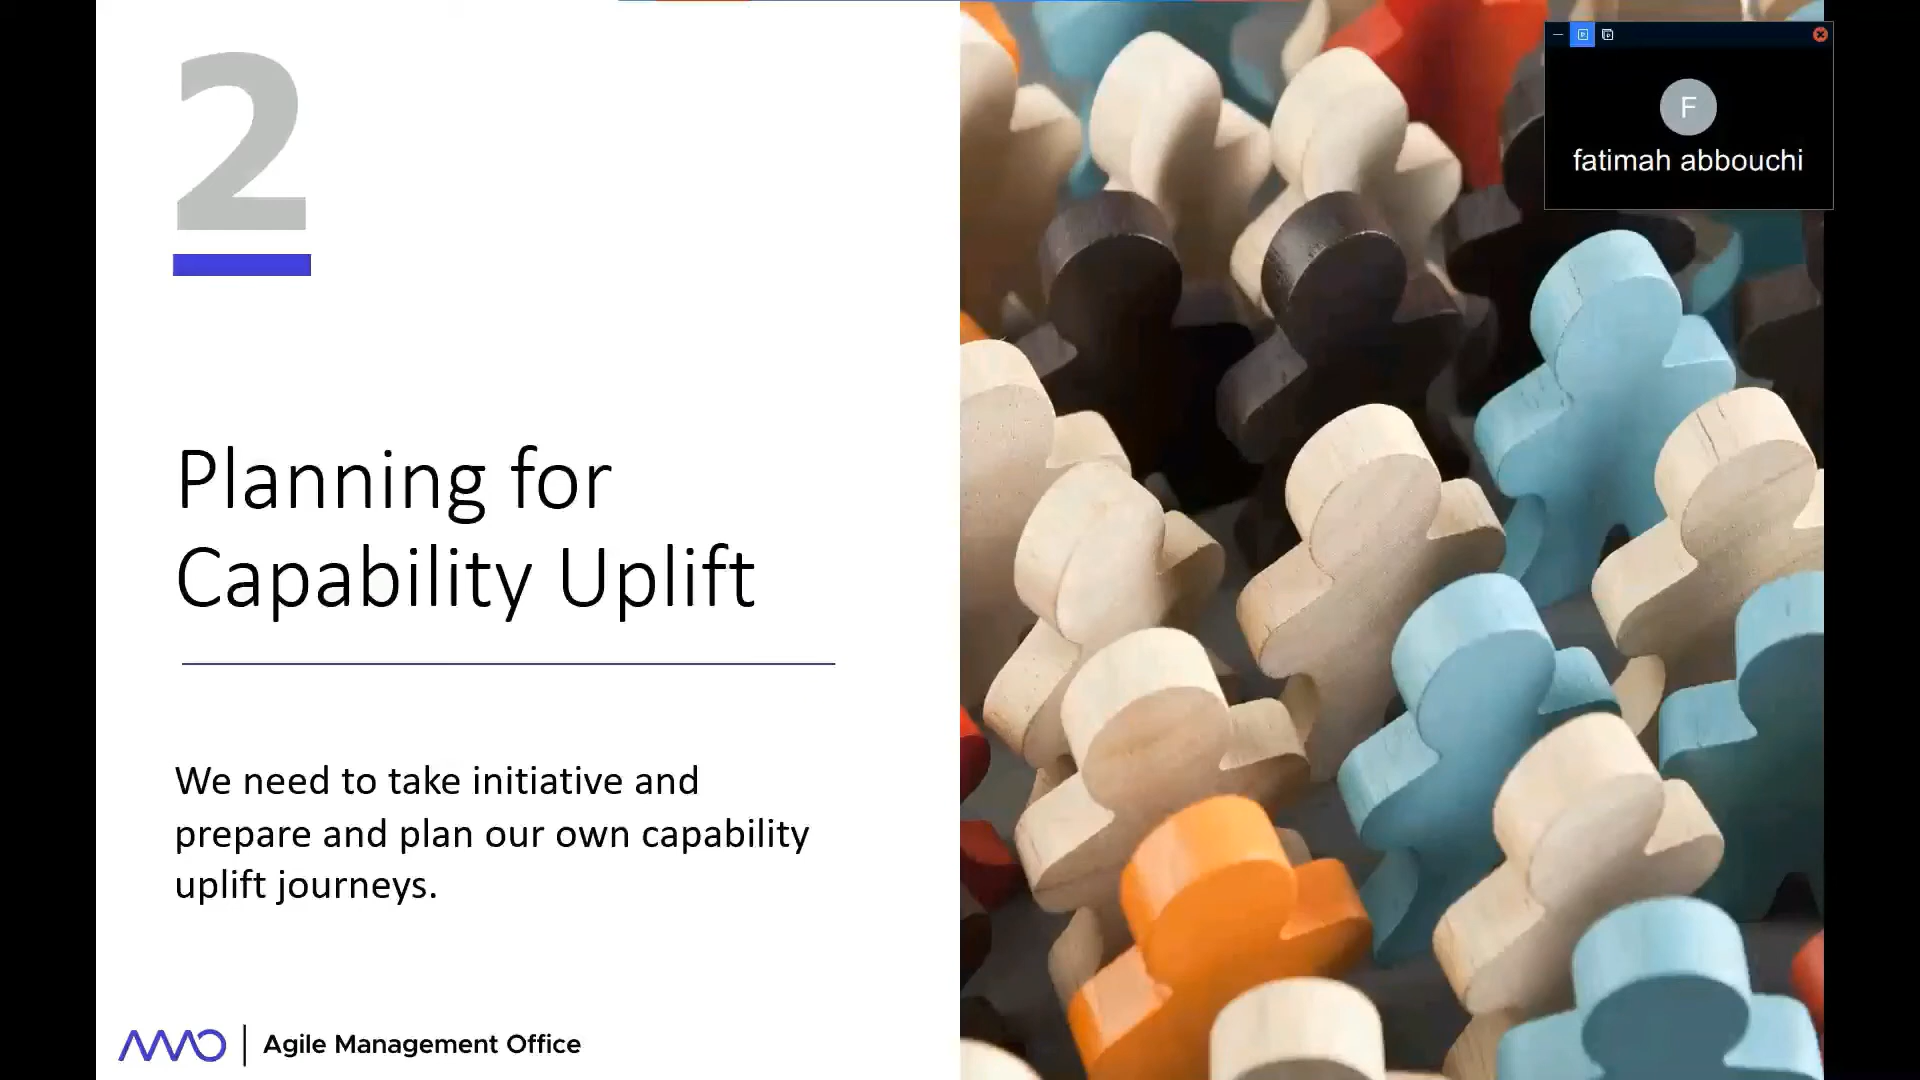 2
Planning for
Capability Uplift
We need to take initiative and
prepare and plan our own capability
uplift journeys.
AMO | Agile Management Office
F
fatimah abbouchi